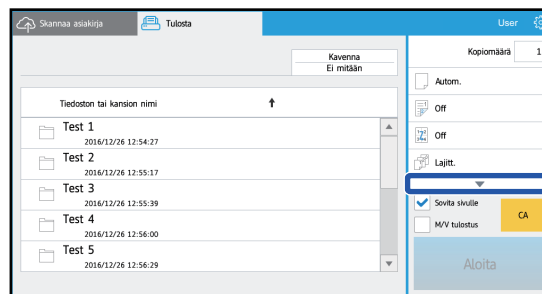 Skannaa asiakirja
Tulosta
User
Kavenna
Ei mitään
Kopiomäärä 1
Tiedoston tai kansion nimi
Test 1
2016/12/26 12:54:27
Test 2
2016/12/26 12:55:17
Test 3
2016/12/26 12:55:39
Test 4
2016/12/26 12:56:00
Test 5
2016/12/26 12:56:29
Autom.
Off
Off
Lajitt.
Sovita sivulle
M/V tulostus
CA
Aloita